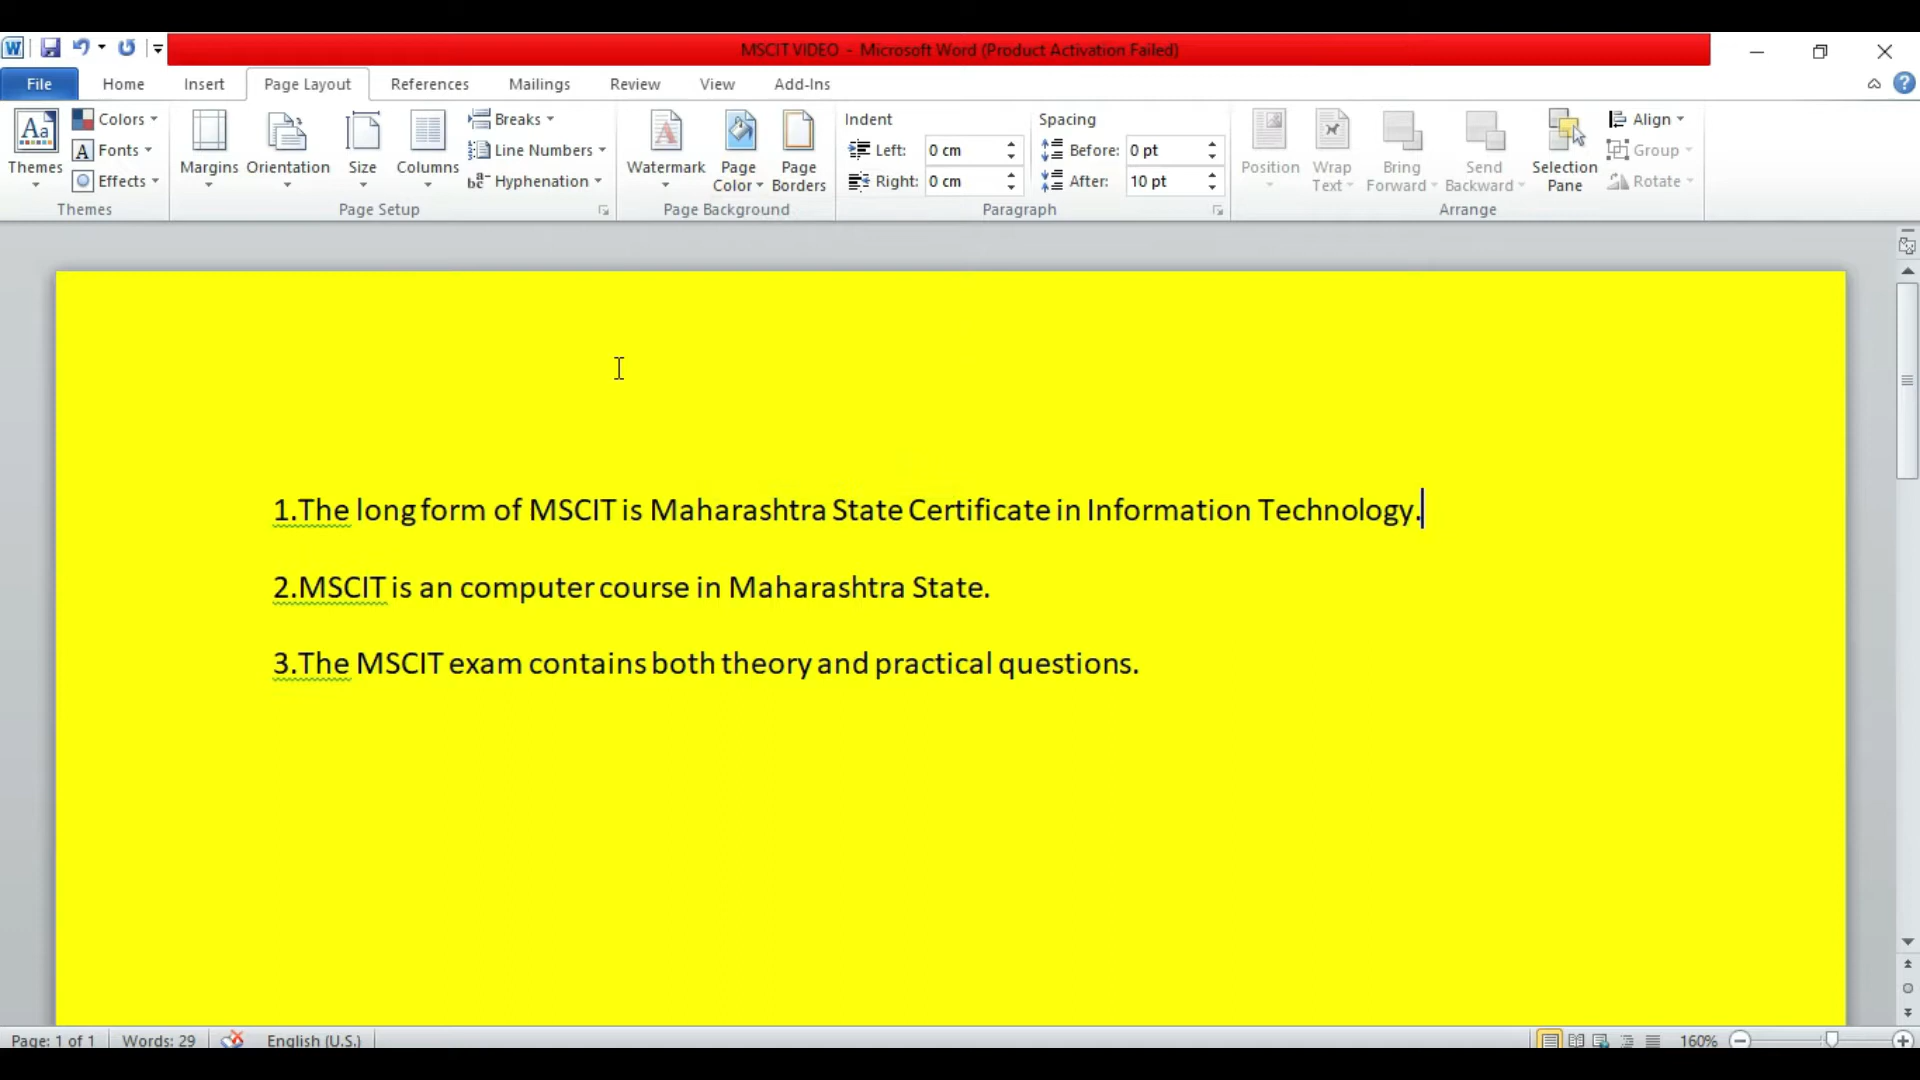 MSCIT VIDEO - Microsoft Word (Product Activation Failed)
File Home Insert Page Layout References Mailings Review View Add-Ins
Themes
Colors
Fonts
Effects
Themes
Margins
Orientation
Size
Columns
Breaks
Line Numbers
Hyphenation
Page Setup
Watermark
Page Color
Page Borders
Page Background
Indent
Left: 0 cm
Right: 0 cm
Spacing
Before: 0 pt
After: 10 pt
Paragraph
Position
Wrap Text
Bring Forward
Send Backward
Selection Pane
Align
Group
Rotate
Arrange
1.The long form of MSCIT is Maharashtra State Certificate in Information Technology.
2.MSCIT is an computer course in Maharashtra State.
3.The MSCIT exam contains both theory and practical questions.
Page: 1 of 1 Words: 29 English (U.S.) 160%